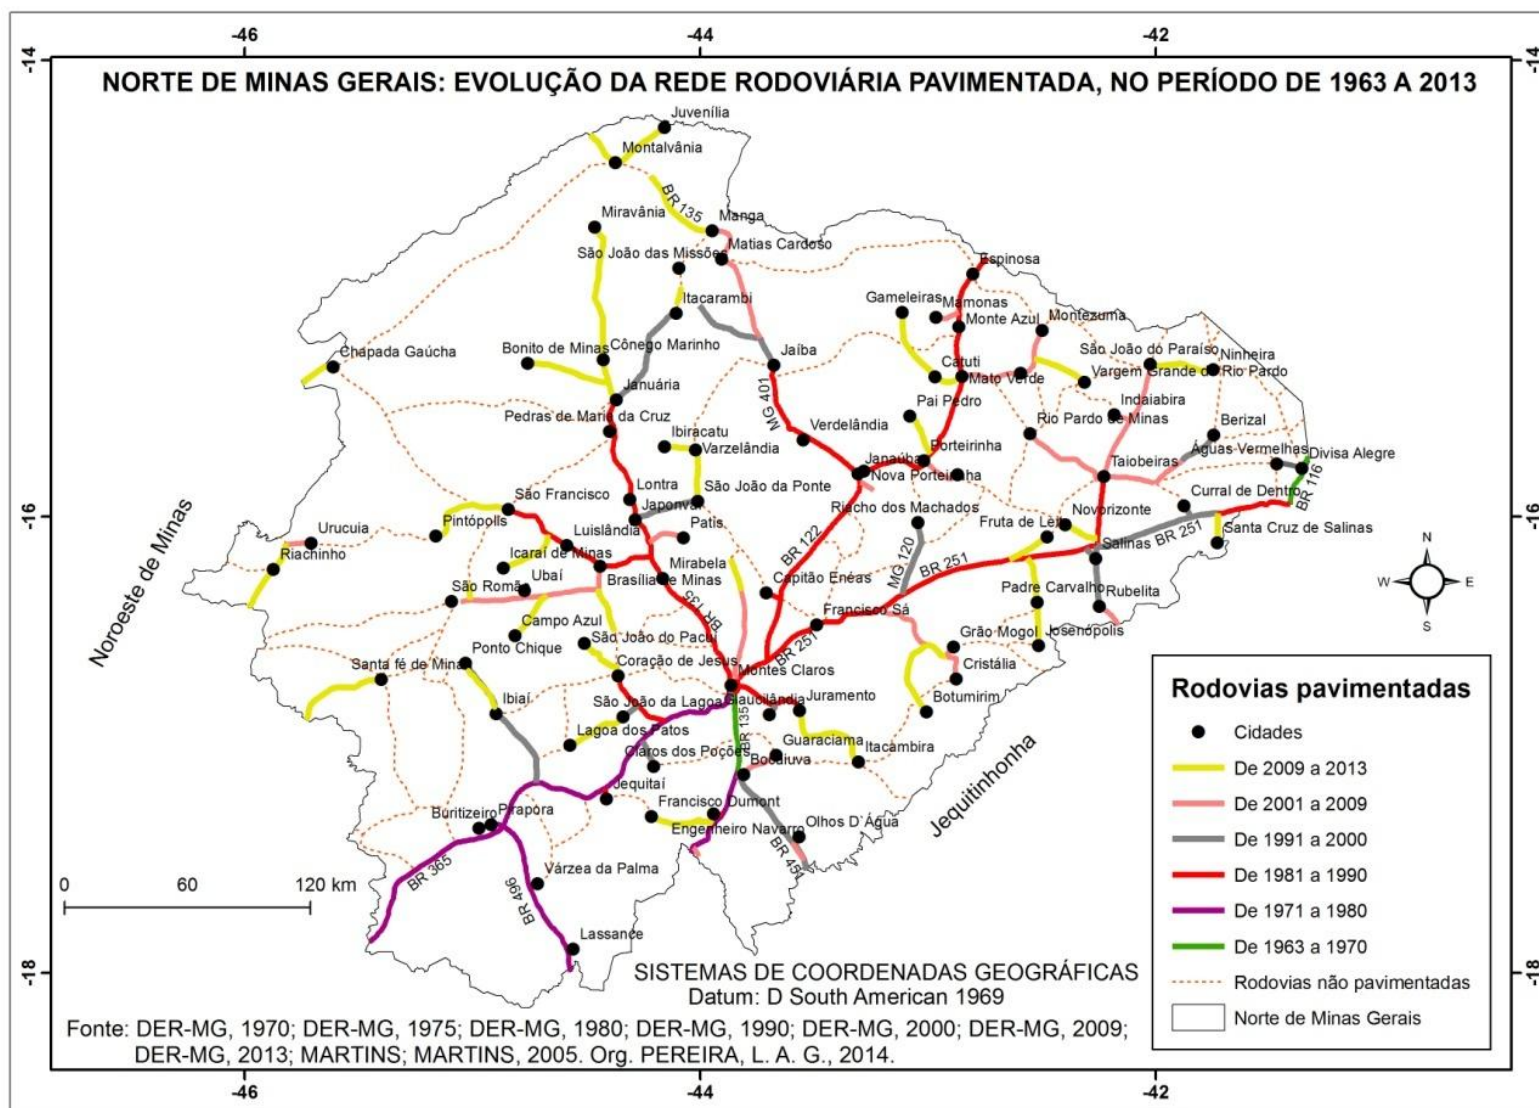 -46
-44
-42
-14
-14
NORTE DE MINAS GERAIS: EVOLUÇÃO DA REDE RODOVIÁRIA PAVIMENTADA, NO PERÍODO DE 1963 A 2013
Juvenília
Montalvânia
BR 135
Miravânia
Manga
São João das Missões
Matias Cardoso
Espinosa
Itacarambi
Gameleiras
Mamonas
Monte Azul
Montezuma
Chapada Gaúcha
Bonito de Minas
Cônego Marinho
Jaíba
Catuti
Mato Verde
São João do Paraíso
Ninheira
Vargem Grande do Rio Pardo
Januária
MG 401
Pedras de Maria da Cruz
Pai Pedro
Indaiabira
Rio Pardo de Minas
Ibiracatu
Varzelândia
Verdelândia
Porteirinha
Berizal
Janaúba
Nova Porteirinha
Taiobeiras
Águas Vermelhas
Divisa Alegre
BR 116
São Francisco
Lontra
São João da Ponte
Japonvar
Riacho dos Machados
Curral de Dentro
Pintópolis
Luislândia
Patis
Fruta de Leite
Novorizonte
Santa Cruz de Salinas
-16
-16
Urucuia
Riachinho
Icaraí de Minas
Mirabela
BR 122
MG 120
BR 251
Salinas
BR 251
Noroeste de Minas
São Romão
Ubaí
Brasília de Minas
Capitão Enéas
Padre Carvalho
Rubelita
N
W
E
S
BR 135
Francisco Sá
Campo Azul
São João do Pacuí
BR 251
Grão Mogol
Josenópolis
Ponto Chique
Santa fé de Minas
Coração de Jesus
Montes Claros
Cristália
Ibiaí
São João da Lagoa
Glaucilândia
Juramento
Botumirim
Lagoa dos Patos
BR 135
Guaraciama
Itacambira
Claros dos Poções
Bocaiuva
Jequitinhonha
Jequitaí
Francisco Dumont
Buritizeiro
Pirapora
Engenheiro Navarro
Olhos D`Água
BR 451
BR 365
BR 496
Várzea da Palma
Lassance
0
60
120 km
Rodovias pavimentadas
Cidades
De 2009 a 2013
De 2001 a 2009
De 1991 a 2000
De 1981 a 1990
De 1971 a 1980
De 1963 a 1970
Rodovias não pavimentadas
Norte de Minas Gerais
SISTEMAS DE COORDENADAS GEOGRÁFICAS
Datum: D South American 1969
-18
-18
Fonte: DER-MG, 1970; DER-MG, 1975; DER-MG, 1980; DER-MG, 1990; DER-MG, 2000; DER-MG, 2009;
DER-MG, 2013; MARTINS; MARTINS, 2005. Org. PEREIRA, L. A. G., 2014.
-46
-44
-42